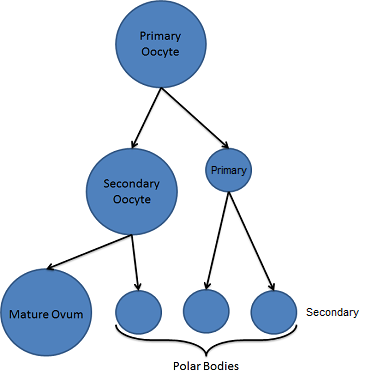 Primary
Oocyte
Secondary
Oocyte
Primary
Mature Ovum
Secondary
Polar Bodies